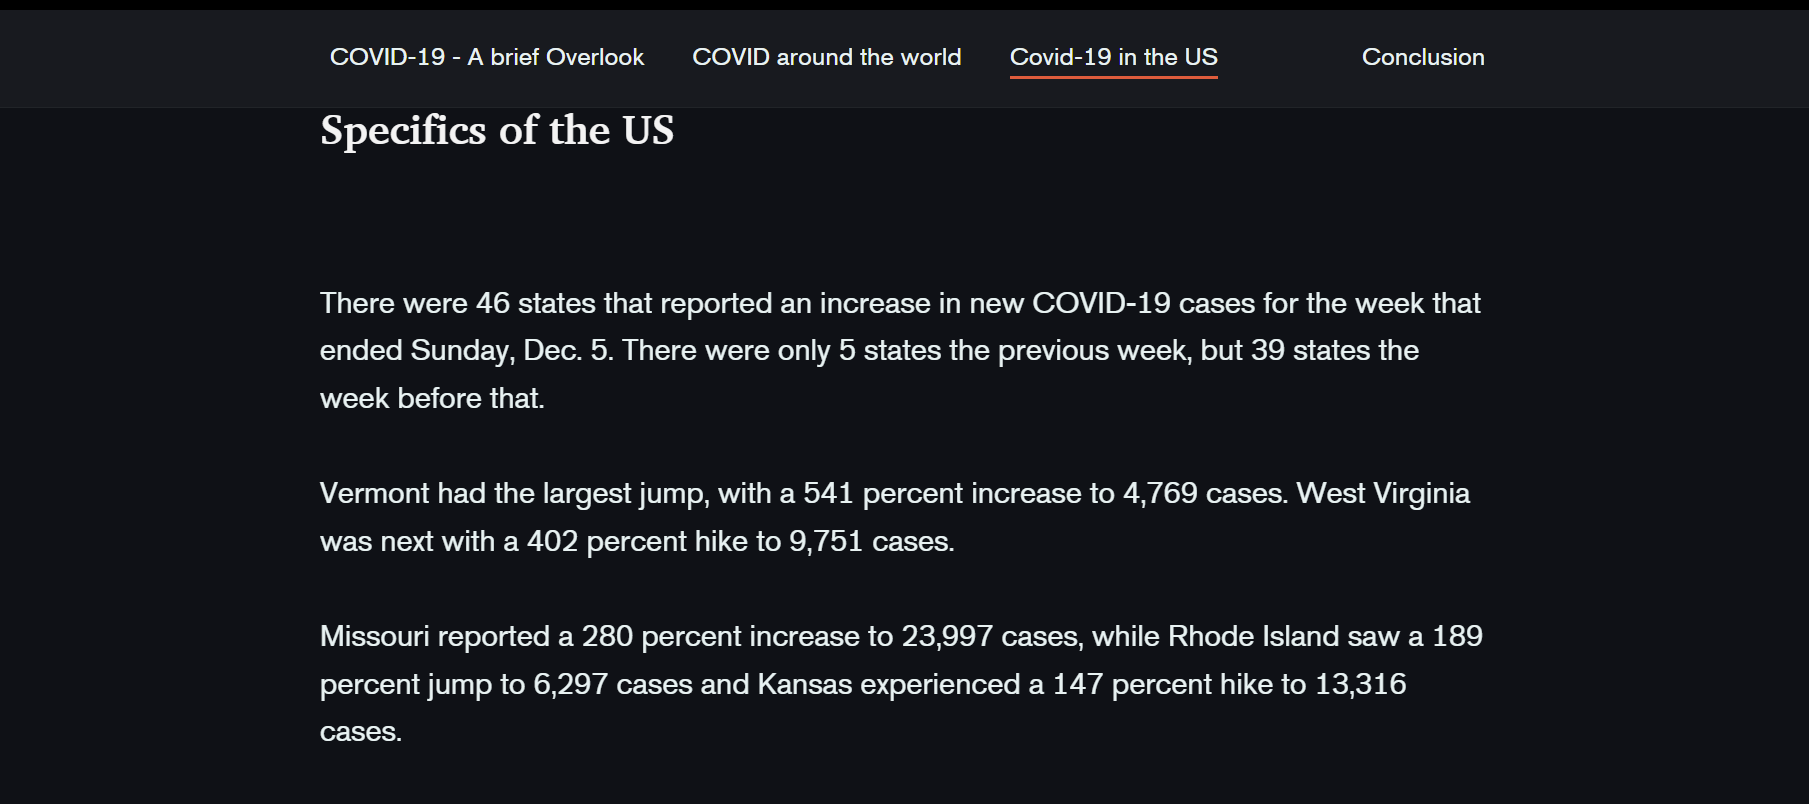 COVID-19 - A brief Overlook COVID around the world Covid-19 in the US Conclusion
Specifics of the US
There were 46 states that reported an increase in new COVID-19 cases for the week that
ended Sunday, Dec. 5. There were only 5 states the previous week, but 39 states the
week before that.
Vermont had the largest jump, with a 541 percent increase to 4,769 cases. West Virginia
was next with a 402 percent hike to 9,751 cases.
Missouri reported a 280 percent increase to 23,997 cases, while Rhode Island saw a 189
percent jump to 6,297 cases and Kansas experienced a 147 percent hike to 13,316
cases.